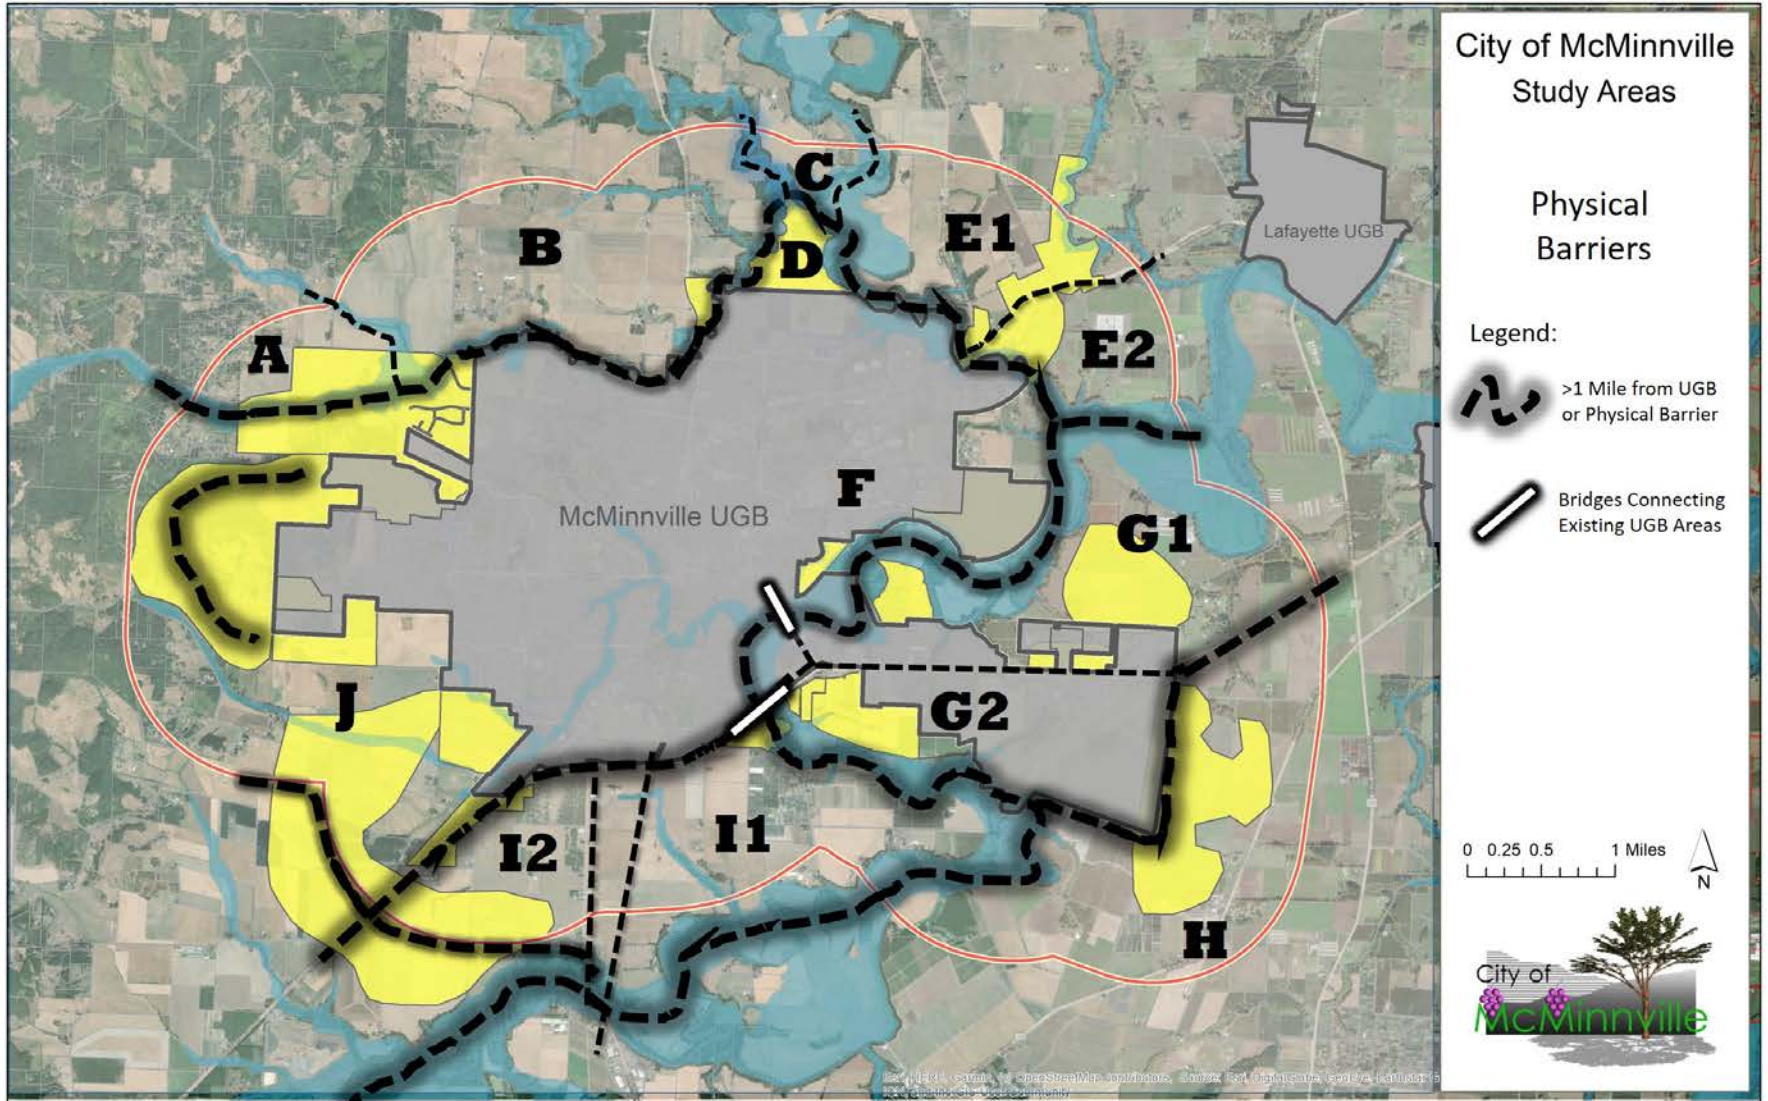 City of McMinnville
Study Areas
Physical
Barriers
Legend:
>1 Mile from UGB
or Physical Barrier
Bridges Connecting
Existing UGB Areas
0 0.25 0.5 1 Miles
N
City of
McMinnville
C
B
E1
D
Lafayette UGB
A
E2
F
McMinnville UGB
G1
J
G2
I2
I1
H